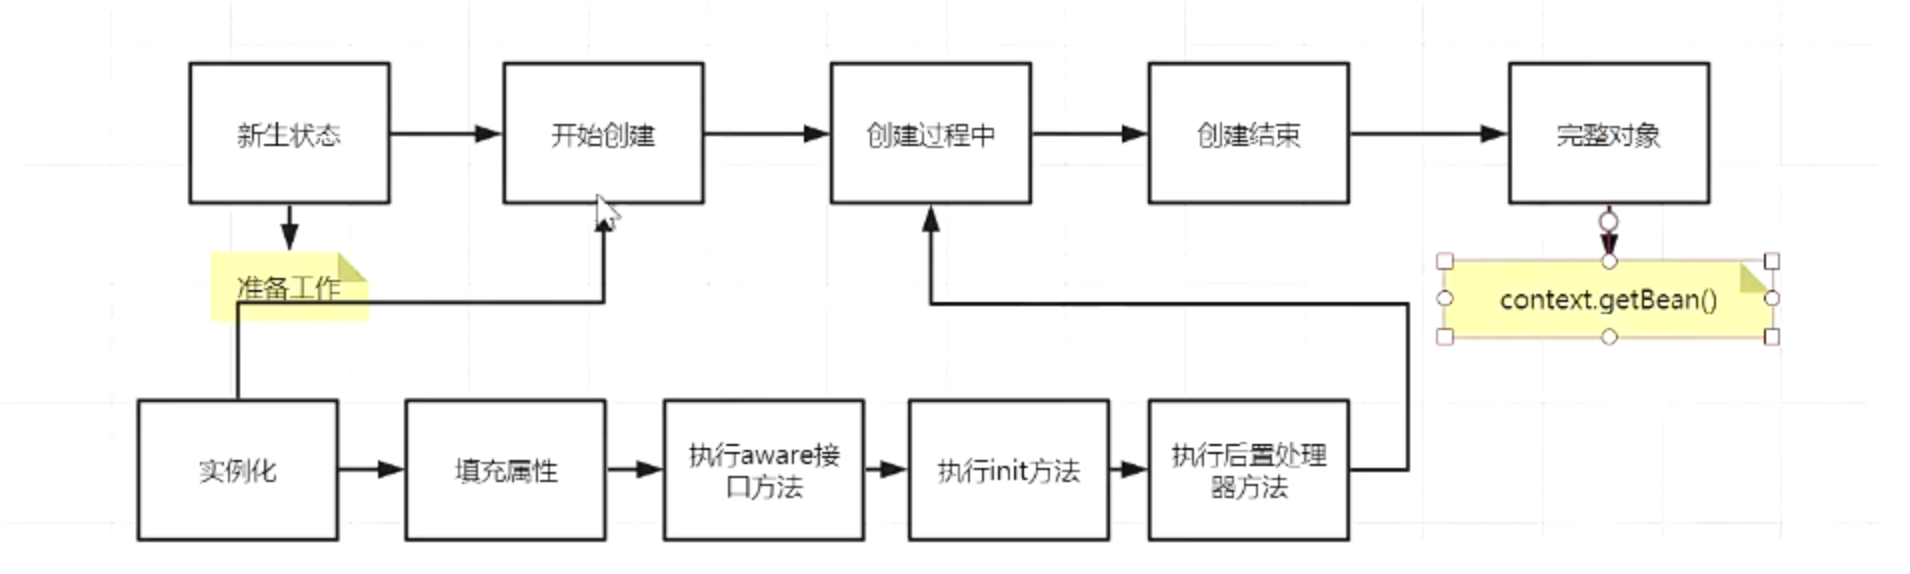 新生状态
开始创建
创建过程中
创建结束
完整对象
准备工作
context.getBean()
实例化
填充属性
执行aware接
口方法
执行init方法
执行后置处理
器方法